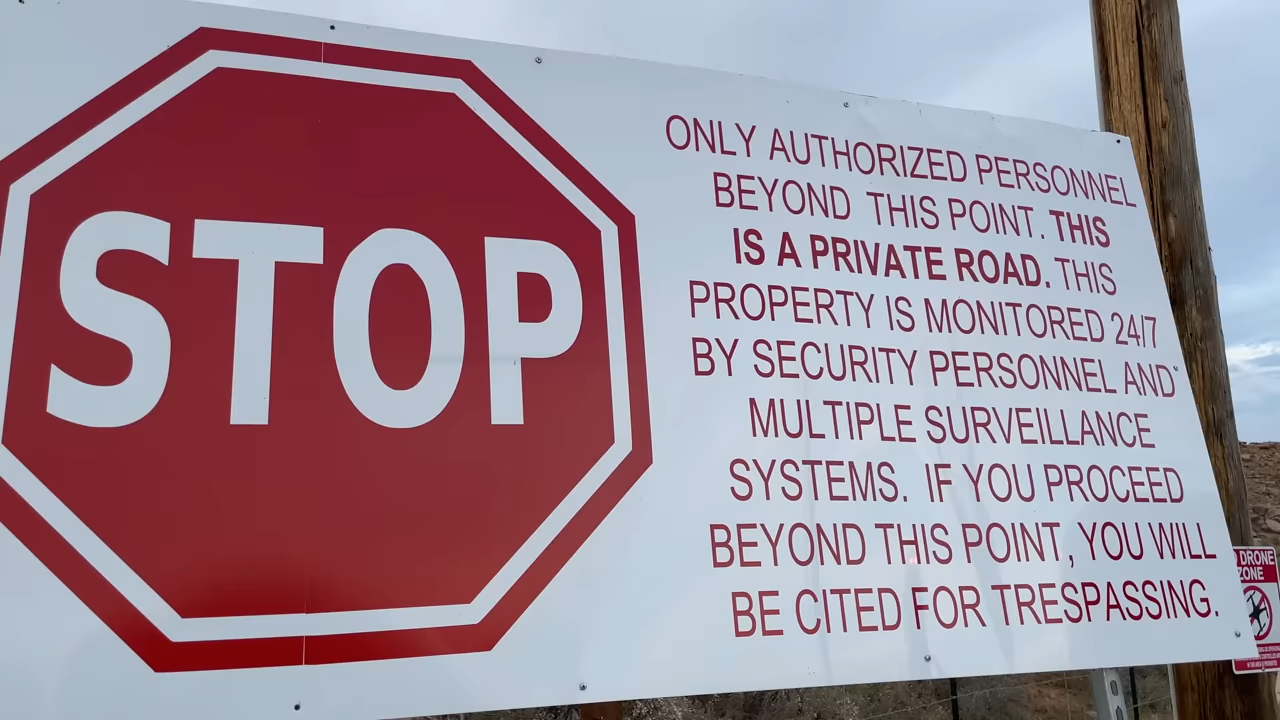 STOP
ONLY AUTHORIZED PERSONNEL
BEYOND THIS POINT. THIS
IS A PRIVATE ROAD. THIS
PROPERTY IS MONITORED 24/7
BY SECURITY PERSONNEL AND
MULTIPLE SURVEILLANCE
SYSTEMS. IF YOU PROCEED
BEYOND THIS POINT, YOU WILL
BE CITED FOR TRESPASSING.
DRONE
ZONE